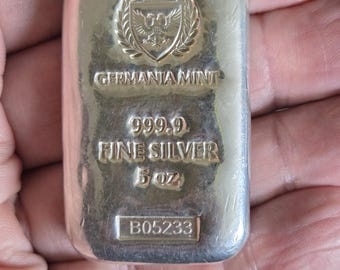 GERMANIA MINT
999.9
FINE SILVER
5 oz
B05233